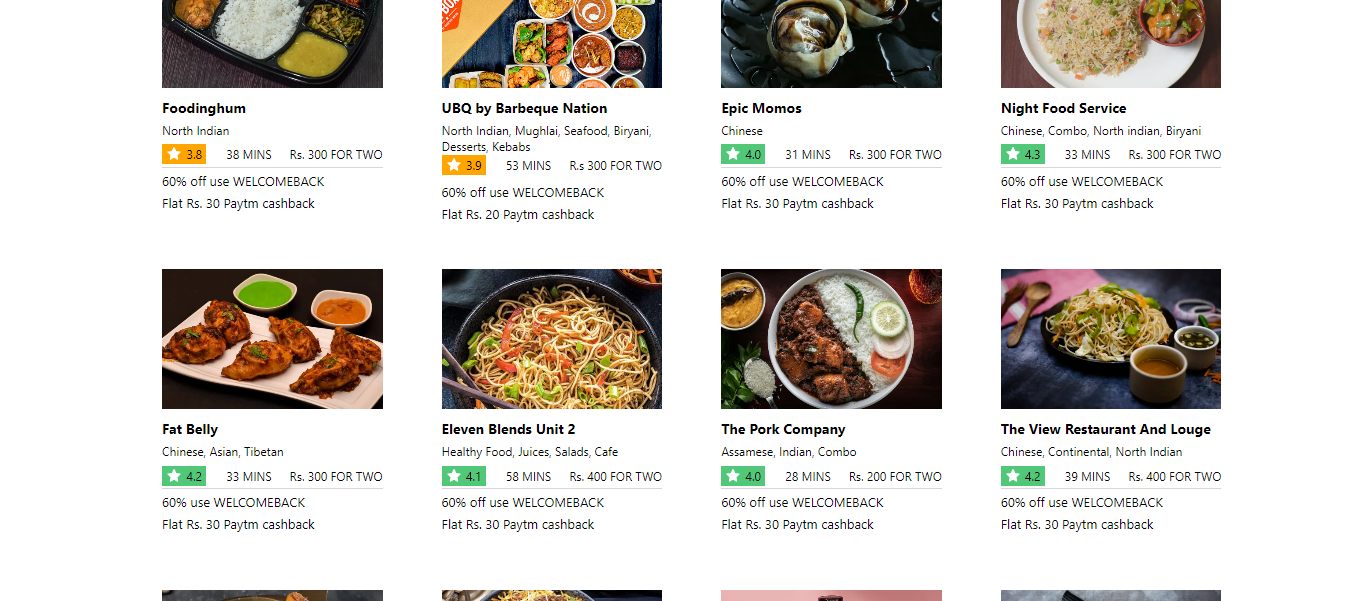 BOX
Foodinghum
North Indian
3.8 38 MINS Rs. 300 FOR TWO
60% off use WELCOMEBACK
Flat Rs. 30 Paytm cashback
UBQ by Barbeque Nation
North Indian, Mughlai, Seafood, Biryani,
Desserts, Kebabs
3.9 53 MINS R.s 300 FOR TWO
60% off use WELCOMEBACK
Flat Rs. 20 Paytm cashback
Epic Momos
Chinese
4.0 31 MINS Rs. 300 FOR TWO
60% off use WELCOMEBACK
Flat Rs. 30 Paytm cashback
Night Food Service
Chinese, Combo, North indian, Biryani
4.3 33 MINS Rs. 300 FOR TWO
60% off use WELCOMEBACK
Flat Rs. 30 Paytm cashback
Fat Belly
Chinese, Asian, Tibetan
4.2 33 MINS Rs. 300 FOR TWO
60% use WELCOMEBACK
Flat Rs. 30 Paytm cashback
Eleven Blends Unit 2
Healthy Food, Juices, Salads, Cafe
4.1 58 MINS Rs. 400 FOR TWO
60% off use WELCOMEBACK
Flat Rs. 30 Paytm cashback
The Pork Company
Assamese, Indian, Combo
4.0 28 MINS Rs. 200 FOR TWO
60% off use WELCOMEBACK
Flat Rs. 30 Paytm cashback
The View Restaurant And Louge
Chinese, Continental, North Indian
4.2 39 MINS Rs. 400 FOR TWO
60% off use WELCOMEBACK
Flat Rs. 30 Paytm cashback